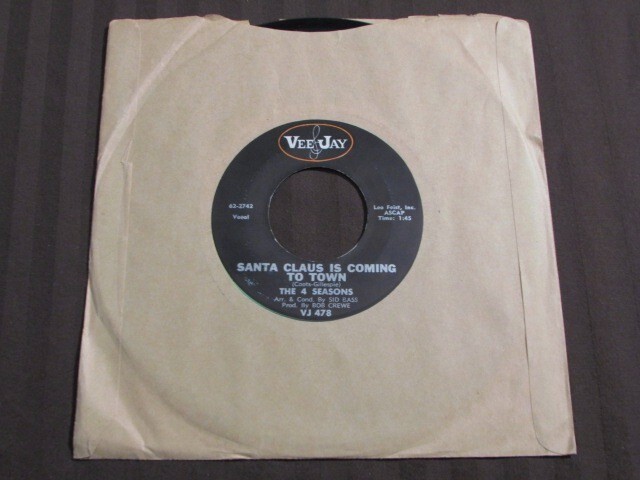 VEE JAY
62-2743
Vocal
Leo Feist, Inc.
ASCAP
Time: 1:45
SANTA CLAUS IS COMING
TO TOWN
(Coots-Gillespie)
THE 4 SEASONS
Arr. & Cond. By SID BASS
Prod. By BOB CREWE
VJ 478